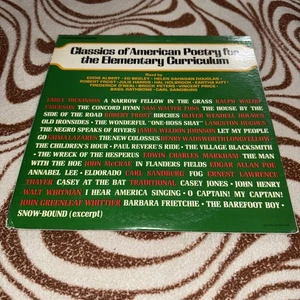 Classics of American Poetry for
the Elementary Curriculum
Read by
EDDIE ALBERT · ED BEGLEY · HELEN GAHAGAN DOUGLAS
ROBERT FROST · JULIE HARRIS · HAL HOLBROOK · EARTHA KITT
FREDERICK O'NEAL · BROCK PETERS · VINCENT PRICE
BASIL RATHBONE · CARL SANDBURG
EMILY DICKINSON A NARROW FELLOW IN THE GRASS RALPH WALDO
EMERSON THE CONCORD HYMN SAM WALTER FOSS THE HOUSE BY THE
SIDE OF THE ROAD ROBERT FROST BIRCHES OLIVER WENDELL HOLMES
OLD IRONSIDES · THE WONDERFUL "ONE-HOSS SHAY" LANGSTON HUGHES
THE NEGRO SPEAKS OF RIVERS JAMES WELDON JOHNSON LET MY PEOPLE
GO EMMA LAZARUS THE NEW COLOSSUS HENRY WADSWORTH LONGFELLOW
THE CHILDREN'S HOUR · PAUL REVERE'S RIDE · THE VILLAGE BLACKSMITH
· THE WRECK OF THE HESPERUS EDWIN CHARLES MARKHAM THE MAN
WITH THE HOE JOHN McCRAE IN FLANDERS FIELDS EDGAR ALLAN POE
ANNABEL LEE · ELDORADO CARL SANDBURG FOG ERNEST LAWRENCE
THAYER CASEY AT THE BAT TRADITIONAL CASEY JONES · JOHN HENRY
WALT WHITMAN I HEAR AMERICA SINGING · O CAPTAIN! MY CAPTAIN!
JOHN GREENLEAF WHITTIER BARBARA FRIETCHIE · THE BAREFOOT BOY ·
SNOW-BOUND (excerpt)